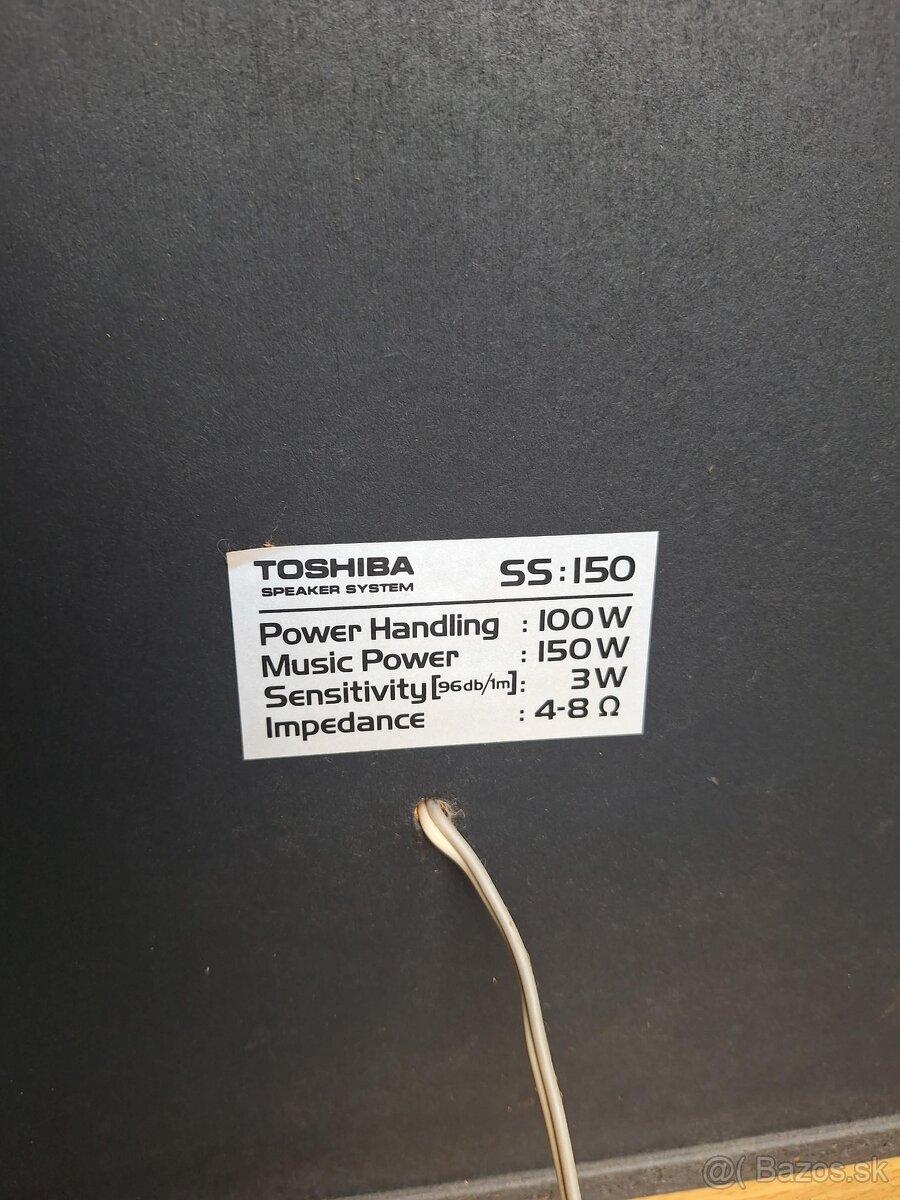 TOSHIBA SS:150
SPEAKER SYSTEM
Power Handling : 100W
Music Power : 150W
Sensitivity[96db/1m]: 3W
Impedance : 4-8 Ω
@( Bazos.sk